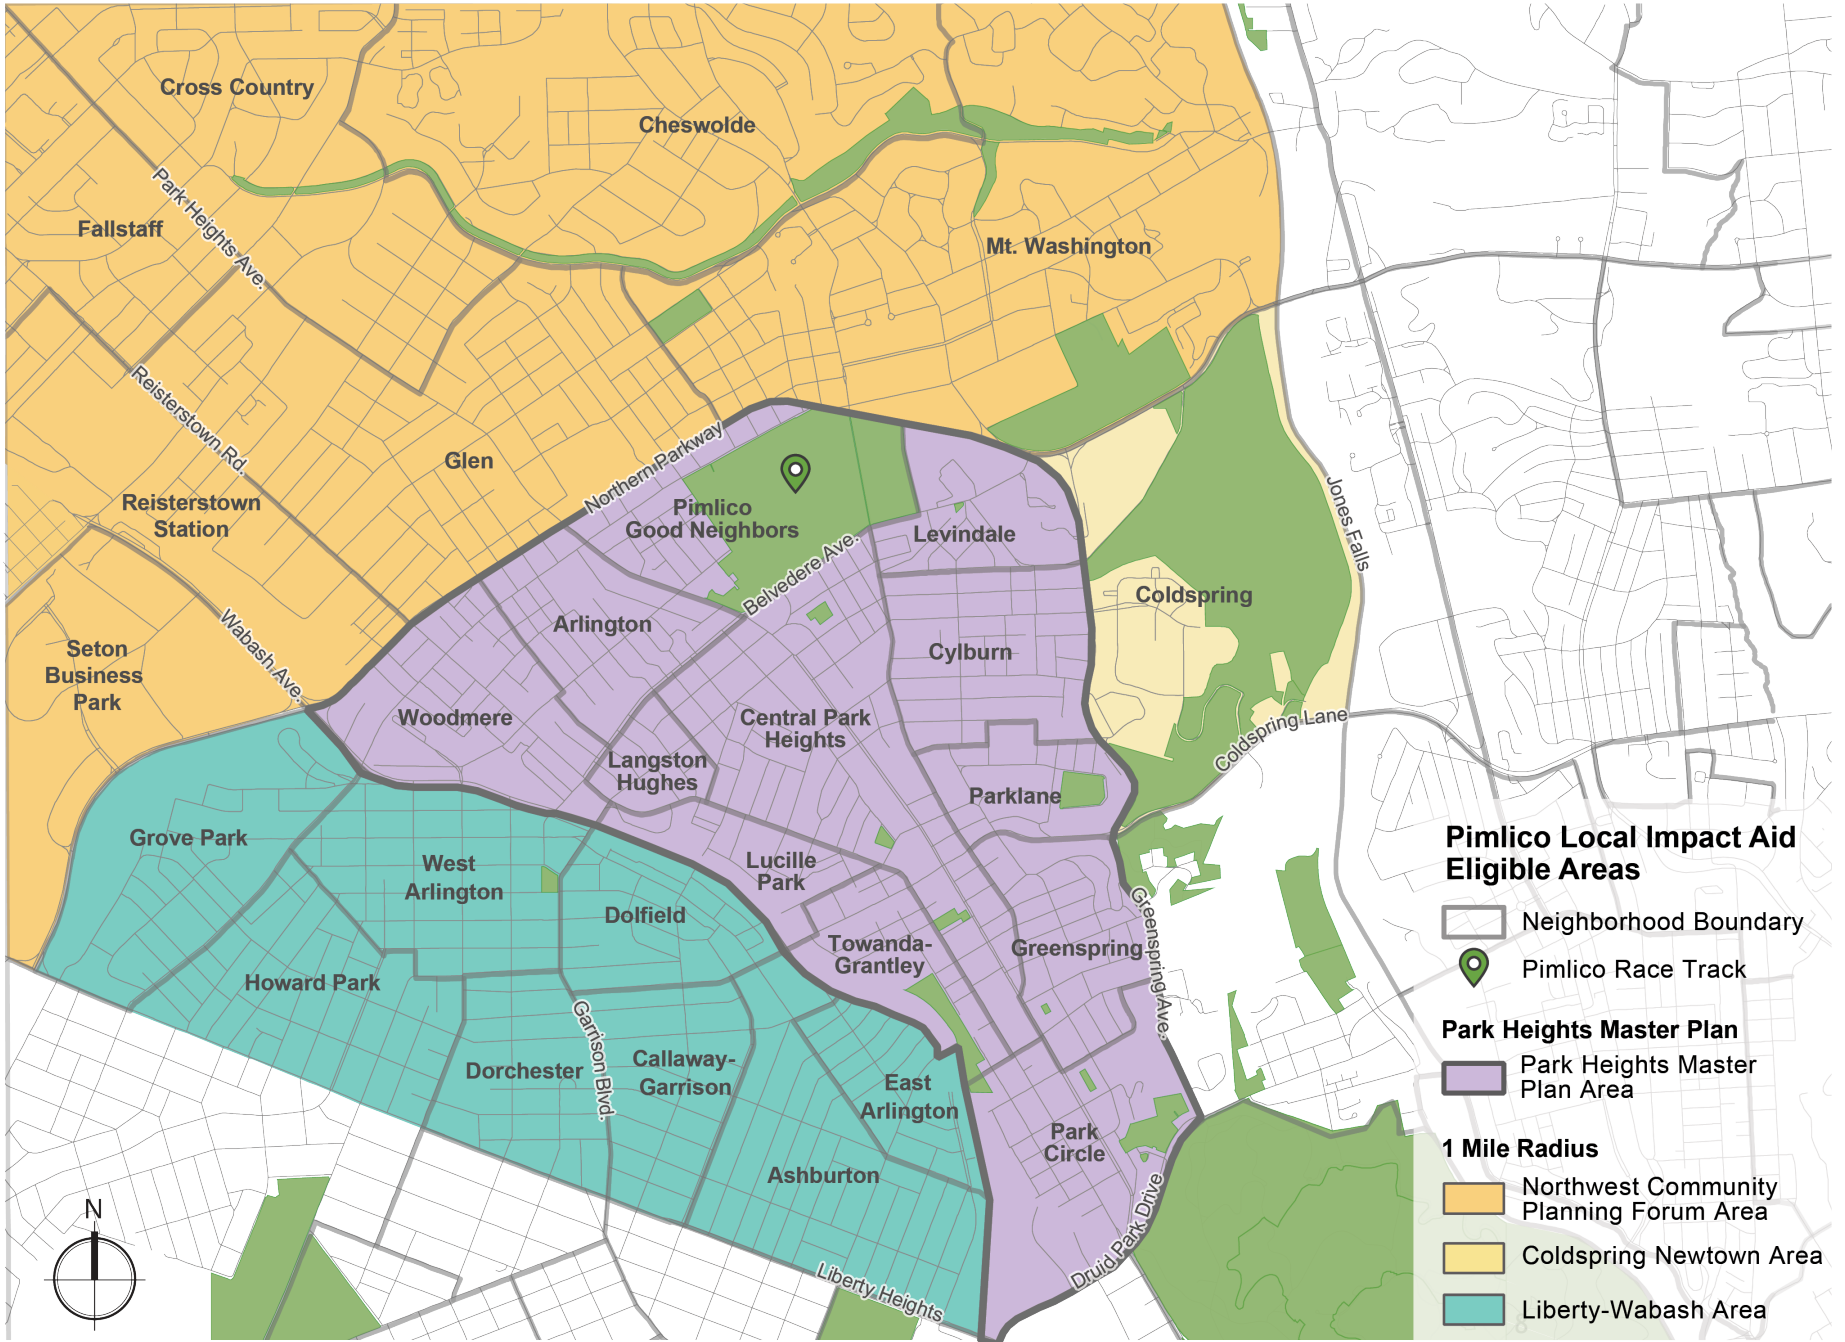 Cross Country
Cheswolde
Park Heights Ave.
Fallstaff
Mt. Washington
Reisterstown Rd.
Glen
Northern Parkway
Reisterstown
Station
Pimlico
Good Neighbors
Levindale
Jones Falls
Belvedere Ave.
Coldspring
Arlington
Wabash Ave.
Cylburn
Seton
Business
Park
Woodmere
Central Park
Heights
Coldspring Lane
Langston
Hughes
Parklane
Grove Park
West
Arlington
Lucille
Park
Dolfield
Towanda-
Grantley
Greenspring
Greenspring Ave.
Howard Park
Garrison Blvd.
Dorchester
Callaway-
Garrison
East
Arlington
Park
Circle
Ashburton
Druid Park Drive
Liberty Heights
N
Pimlico Local Impact Aid
Eligible Areas
Neighborhood Boundary
Pimlico Race Track
Park Heights Master Plan
Park Heights Master
Plan Area
1 Mile Radius
Northwest Community
Planning Forum Area
Coldspring Newtown Area
Liberty-Wabash Area